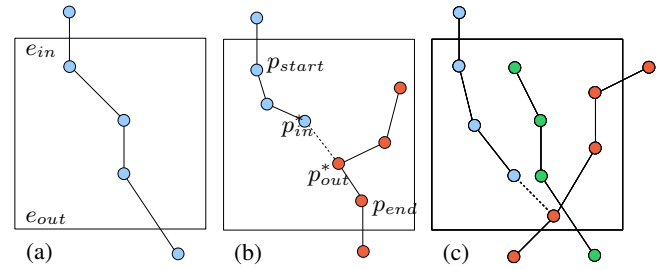 e_in
e_out
(a)
p_start
p*_in
p*_out
p_end
(b)
(c)